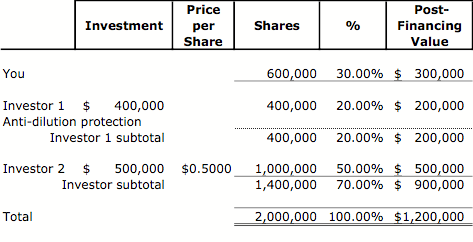 Investment Price per Share Shares % Post-Financing Value
You 600,000 30.00% $ 300,000
Investor 1 $ 400,000 400,000 20.00% $ 200,000
Anti-dilution protection
Investor 1 subtotal 400,000 20.00% $ 200,000
Investor 2 $ 500,000 $0.5000 1,000,000 50.00% $ 500,000
Investor subtotal 1,400,000 70.00% $ 900,000
Total 2,000,000 100.00% $1,200,000